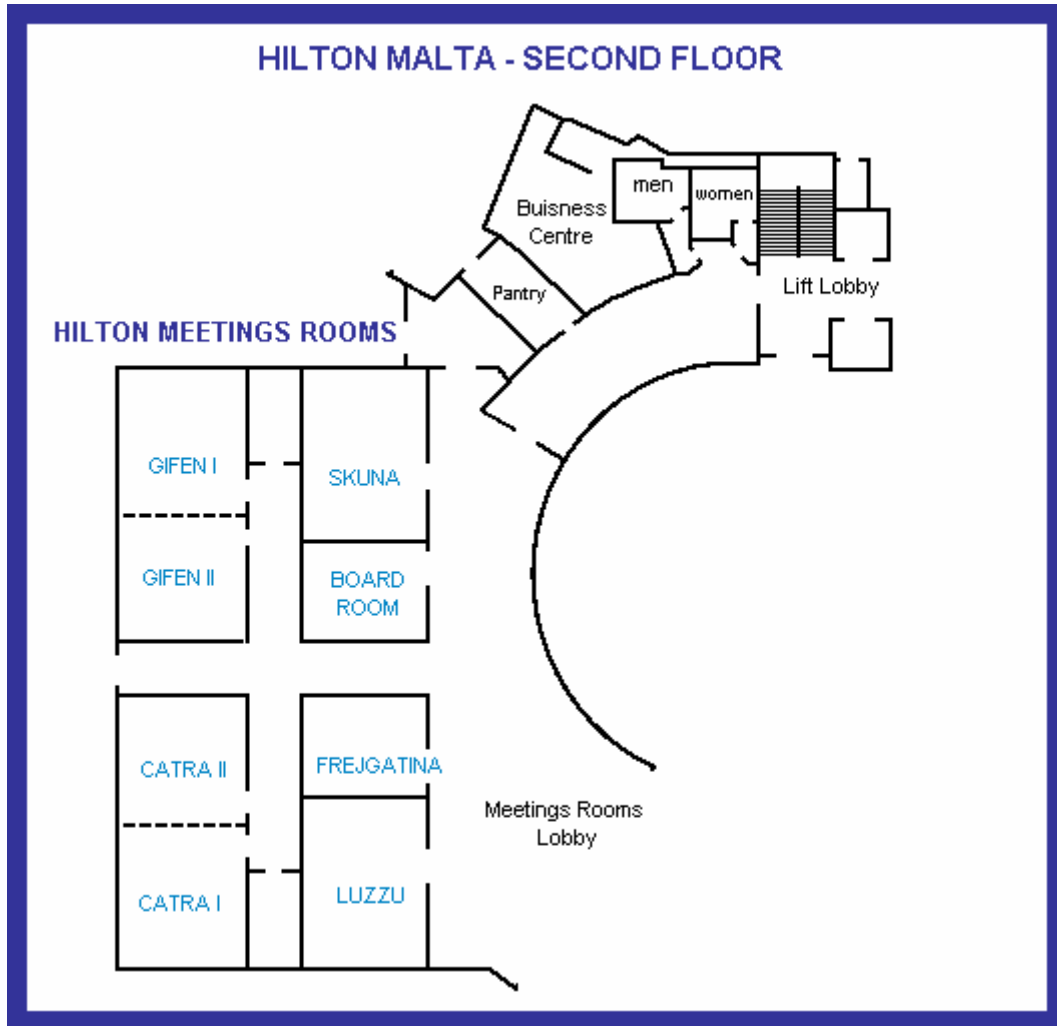 HILTON MALTA - SECOND FLOOR
men
women
Buisness
Centre
Pantry
Lift Lobby
HILTON MEETINGS ROOMS
GIFEN I
SKUNA
GIFEN II
BOARD
ROOM
CATRA II
FREJGATINA
Meetings Rooms
Lobby
CATRA I
LUZZU